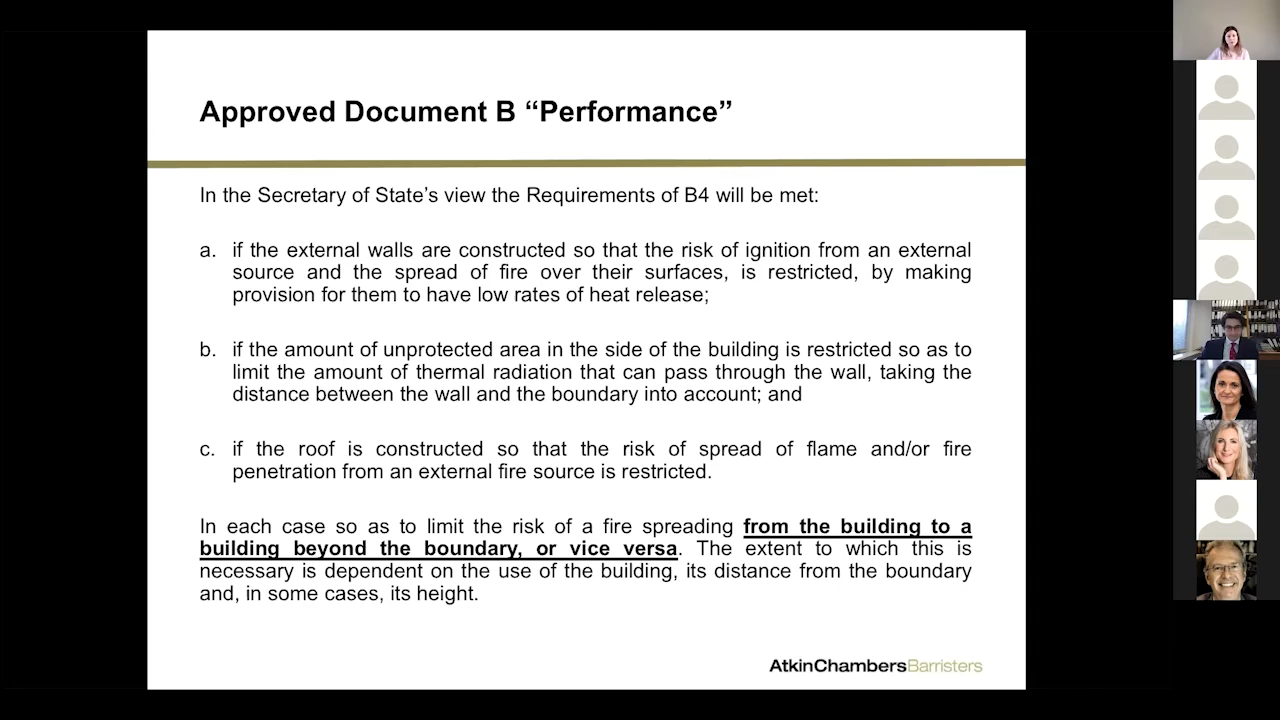 Approved Document B “Performance”
In the Secretary of State’s view the Requirements of B4 will be met:
a. if the external walls are constructed so that the risk of ignition from an external
source and the spread of fire over their surfaces, is restricted, by making
provision for them to have low rates of heat release;
b. if the amount of unprotected area in the side of the building is restricted so as to
limit the amount of thermal radiation that can pass through the wall, taking the
distance between the wall and the boundary into account; and
c. if the roof is constructed so that the risk of spread of flame and/or fire
penetration from an external fire source is restricted.
In each case so as to limit the risk of a fire spreading from the building to a
building beyond the boundary, or vice versa. The extent to which this is
necessary is dependent on the use of the building, its distance from the boundary
and, in some cases, its height.
AtkinChambersBarristers